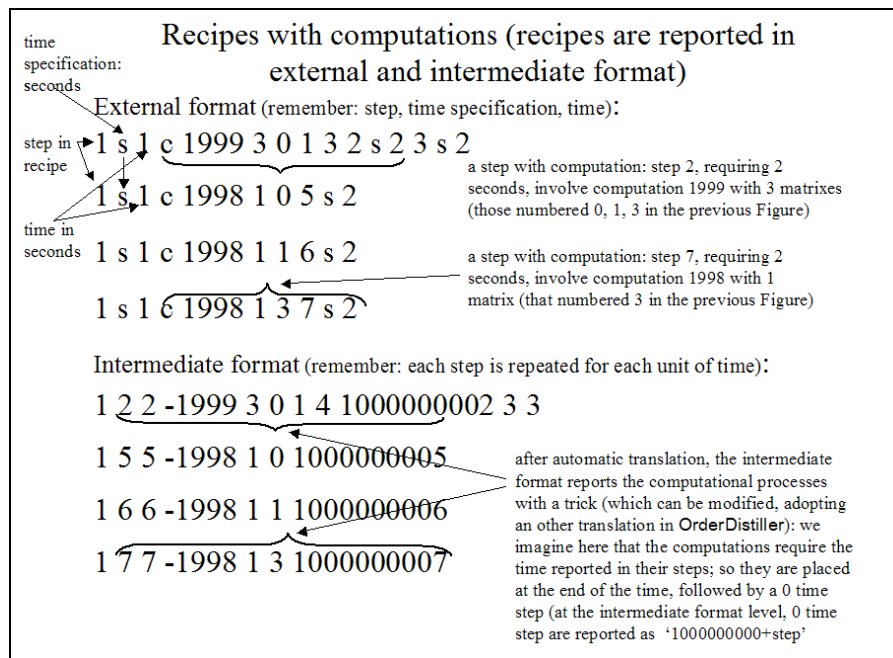 Recipes with computations (recipes are reported in
external and intermediate format)
time
specification:
seconds
External format (remember: step, time specification, time):
1 s 1 c 1999 3 0 1 3 2 s 2 3 s 2
step in
recipe
a step with computation: step 2, requiring 2
seconds, involve computation 1999 with 3 matrixes
(those numbered 0, 1, 3 in the previous Figure)
1 s 1 c 1998 1 0 5 s 2
time in
seconds
1 s 1 c 1998 1 1 6 s 2
a step with computation: step 7, requiring 2
seconds, involve computation 1998 with 1
matrix (that numbered 3 in the previous Figure)
1 s 1 c 1998 1 3 7 s 2
Intermediate format (remember: each step is repeated for each unit of time):
1 2 2 -1999 3 0 1 4 10000000002 3 3
1 5 5 -1998 1 0 1000000005
1 6 6 -1998 1 1 1000000006
1 7 7 -1998 1 3 1000000007
after automatic translation, the intermediate
format reports the computational processes
with a trick (which can be modified, adopting
an other translation in OrderDistiller): we
imagine here that the computations require the
time reported in their steps; so they are placed
at the end of the time, followed by a 0 time
step (at the intermediate format level, 0 time
step are reported as ‘1000000000+step’